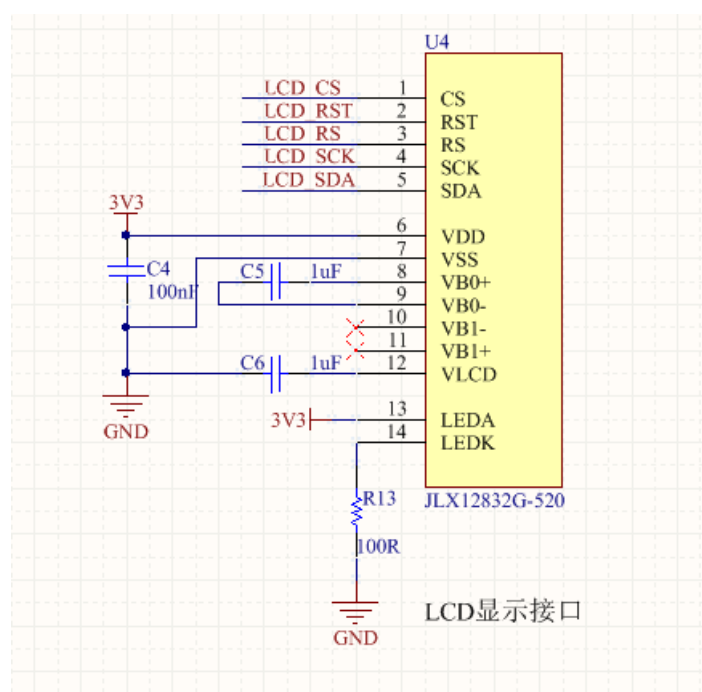 U4
LCD_CS 1 CS
LCD_RST 2 RST
LCD_RS 3 RS
LCD_SCK 4 SCK
LCD_SDA 5 SDA
3V3
6 VDD
7 VSS
C4 C5 1uF 8 VB0+
100nF 9 VB0-
10 VB1-
11 VB1+
C6 1uF 12 VLCD
GND 3V3 13 LEDA
14 LEDK
R13 JLX12832G-520
100R
LCD显示接口
GND